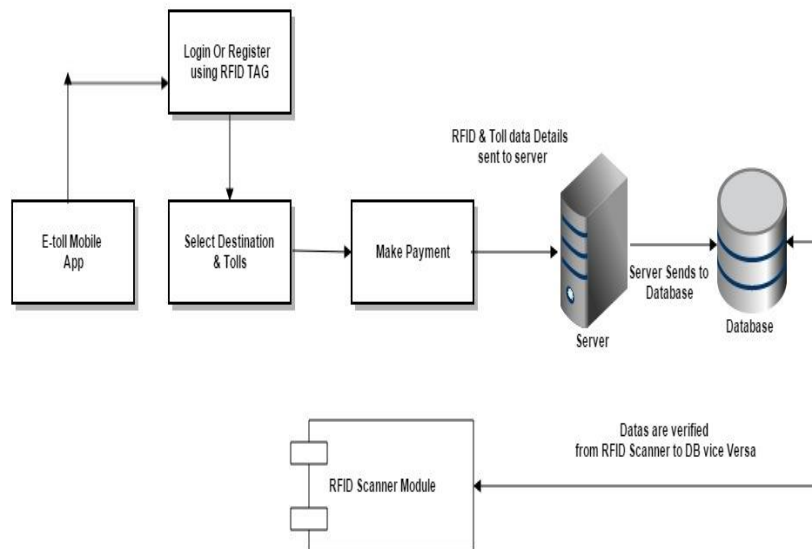 Login Or Register
using RFID TAG
RFID & Toll data Details
sent to server
E-toll Mobile
App
Select Destination
& Tolls
Make Payment
Server Sends to
Database
Server
Database
Datas are verified
from RFID Scanner to DB vice Versa
RFID Scanner Module